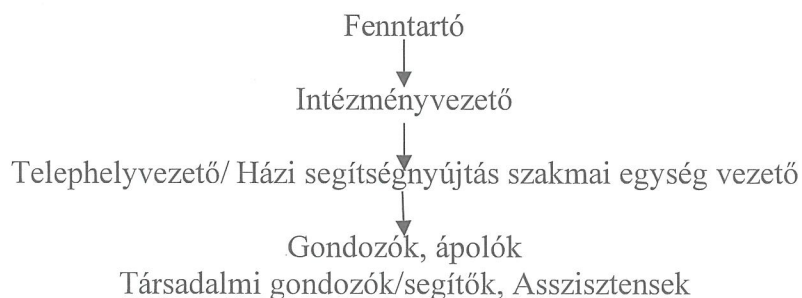 Fenntartó
Intézményvezető
Telephelyvezető/ Házi segítségnyújtás szakmai egység vezető
Gondozók, ápolók
Társadalmi gondozók/segítők, Asszisztensek